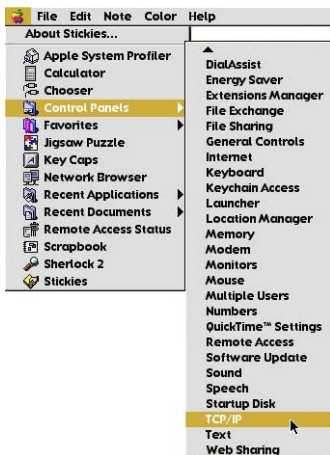 File Edit Note Color Help
About Stickies...
Apple System Profiler
Calculator
Chooser
Control Panels
Favorites
Jigsaw Puzzle
Key Caps
Network Browser
Recent Applications
Recent Documents
Remote Access Status
Scrapbook
Sherlock 2
Stickies
DialAssist
Energy Saver
Extensions Manager
File Exchange
File Sharing
General Controls
Internet
Keyboard
Keychain Access
Launcher
Location Manager
Memory
Modem
Monitors
Mouse
Multiple Users
Numbers
QuickTime™ Settings
Remote Access
Software Update
Sound
Speech
Startup Disk
TCP/IP
Text
Web Sharing